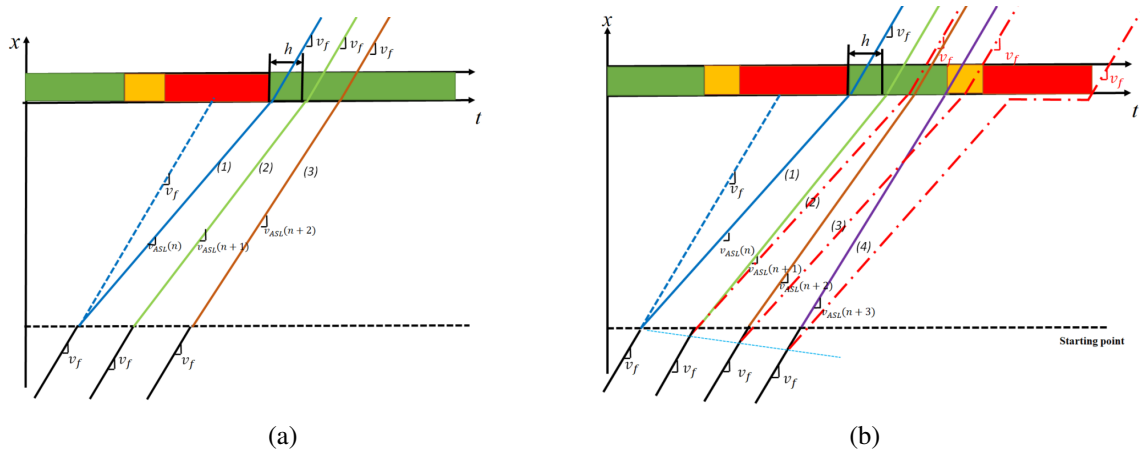 x
h
v_f
v_f
v_f
t
v_f
(1)
(2)
(3)
v_ASL(n)
v_ASL(n+1)
v_ASL(n+2)
v_f
v_f
v_f
(a)
x
h
v_f
v_f
v_f
v_f
t
v_f
(1)
(2)
(3)
(4)
v_ASL(n)
v_ASL(n + 1)
v_ASL(n + 2)
v_ASL(n + 3)
Starting point
v_f
v_f
v_f
v_f
(b)